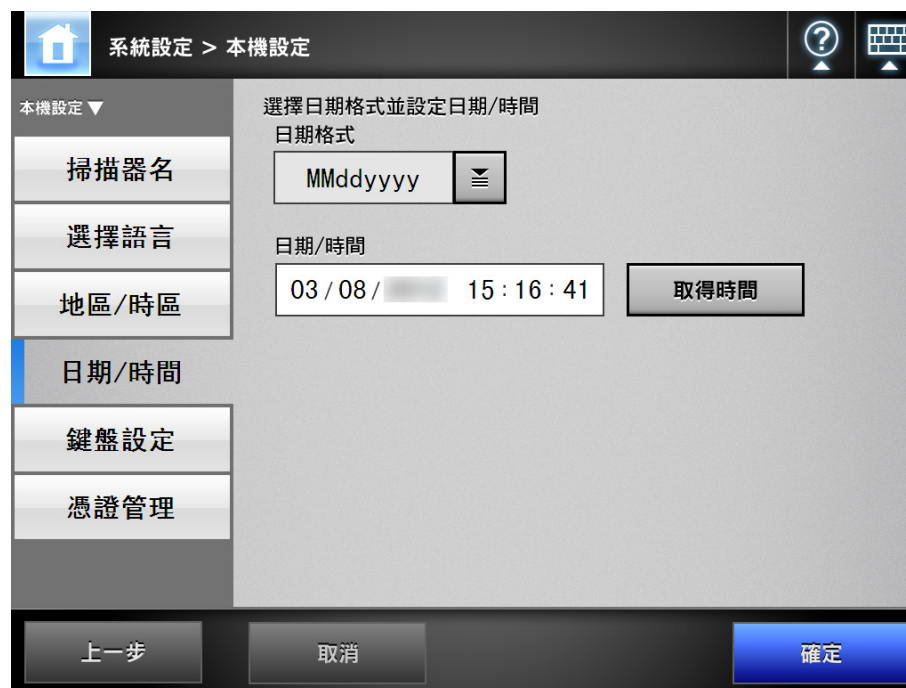 系統設定 > 本機設定
?
本機設定▼
掃描器名
選擇語言
地區/時區
日期/時間
鍵盤設定
憑證管理
選擇日期格式並設定日期/時間
日期格式
MMddyyyy
日期/時間
03/08/ 15:16:41
取得時間
上一步
取消
確定